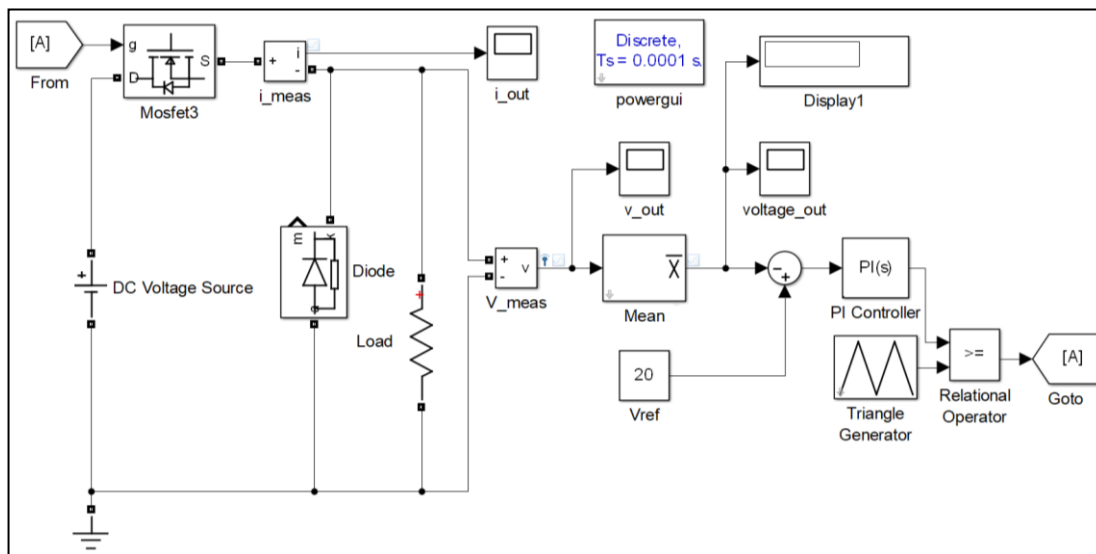 [A]
From
g
D
S
Mosfet3
+
i
-
i_meas
i_out
Discrete,
Ts = 0.0001 s.
powergui
Display1
v_out
voltage_out
+
DC Voltage Source
m
k
a
Diode
+
Load
+
-
v
V_meas
X
Mean
-
+
PI(s)
PI Controller
20
Vref
Triangle
Generator
>=
Relational
Operator
[A]
Goto